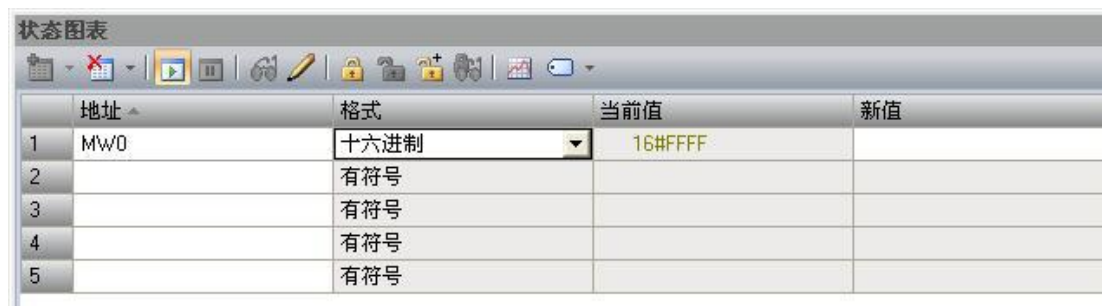 状态图表
地址 格式 当前值 新值
1 MW0 十六进制 16#FFFF
2 有符号
3 有符号
4 有符号
5 有符号